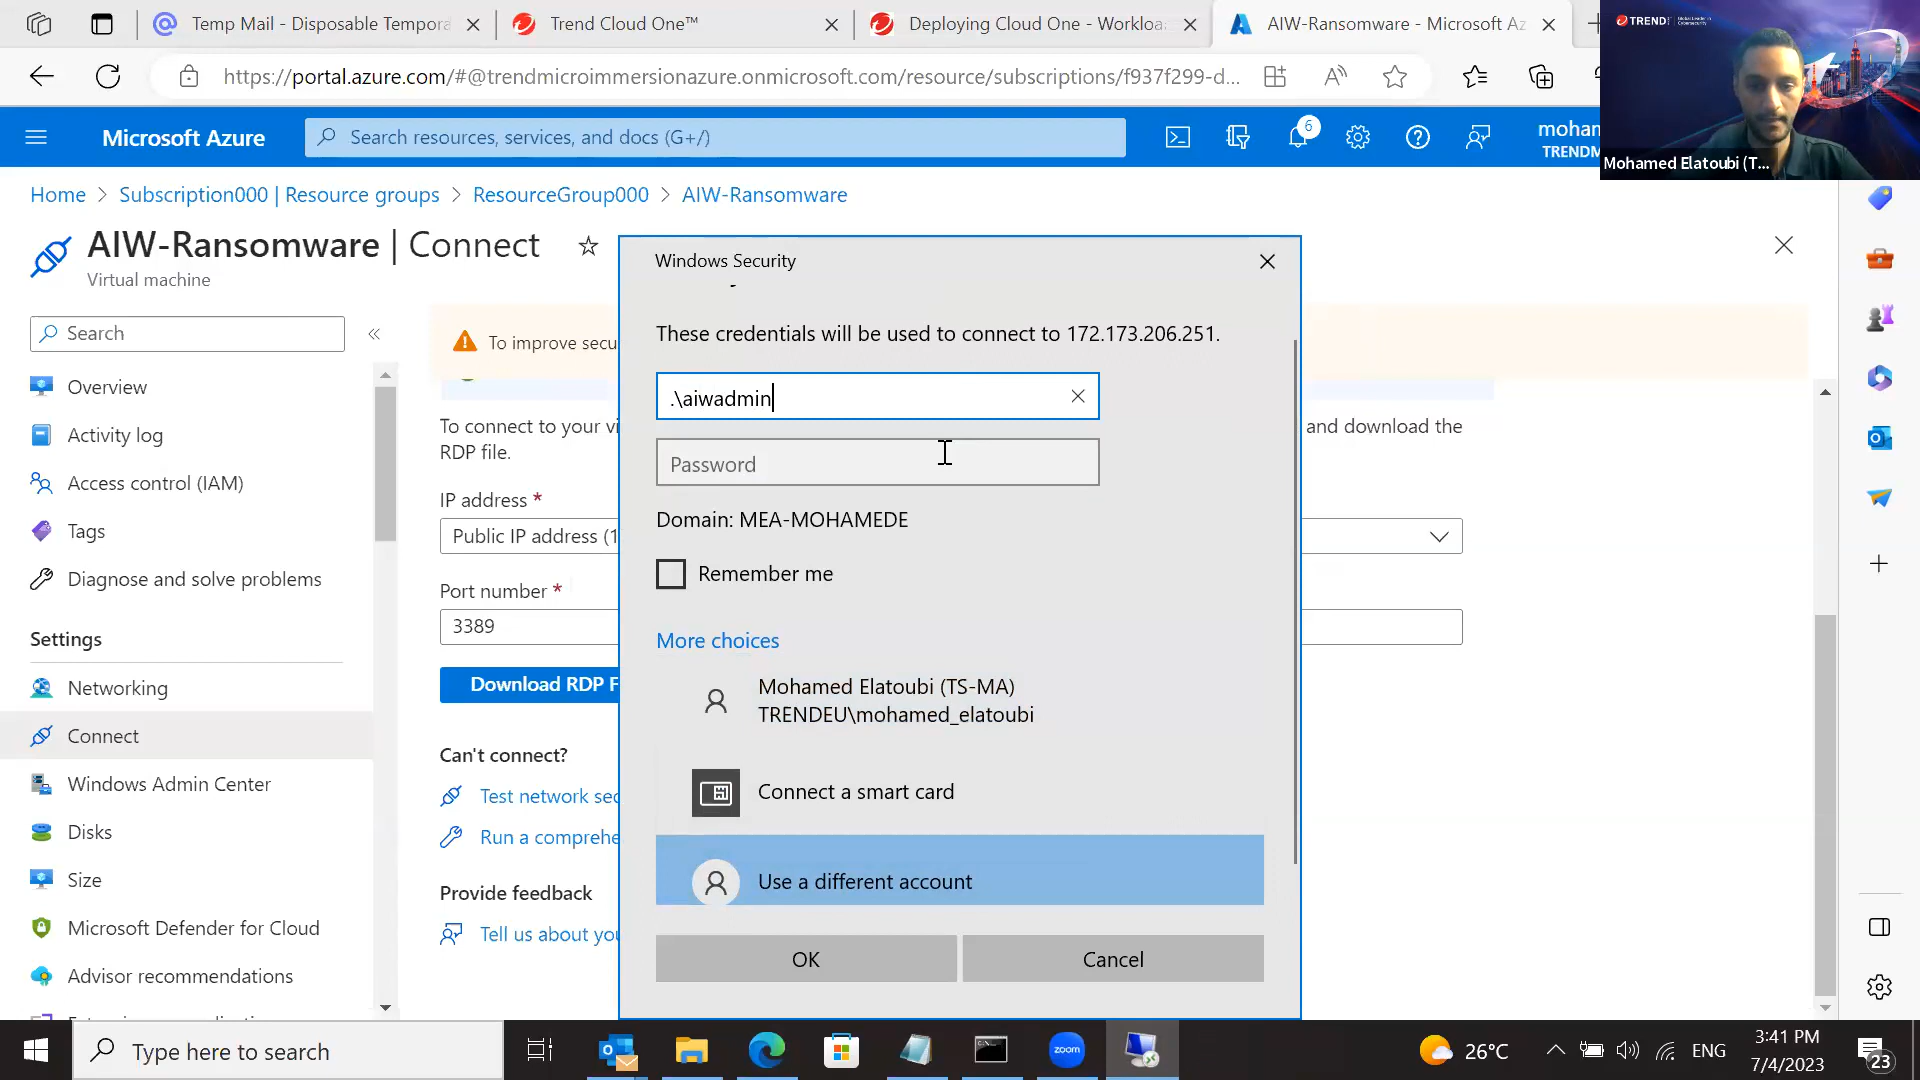 Temp Mail - Disposable Tempora
Trend Cloud One™
Deploying Cloud One - Workloa
AIW-Ransomware - Microsoft Az
https://portal.azure.com/#@trendmicroimmersionazure.onmicrosoft.com/resource/subscriptions/f937f299-d...
TREND
Mohamed Elatoubi (T...
Microsoft Azure
Search resources, services, and docs (G+/)
6
moham
TRENDM
Home > Subscription000 | Resource groups > ResourceGroup000 > AIW-Ransomware
AIW-Ransomware | Connect
Virtual machine
Search
Overview
Activity log
Access control (IAM)
Tags
Diagnose and solve problems
Settings
Networking
Connect
Windows Admin Center
Disks
Size
Microsoft Defender for Cloud
Advisor recommendations
To improve secu
To connect to your vi
and download the
RDP file.
IP address *
Public IP address (1
Port number *
3389
Download RDP F
Can't connect?
Test network sec
Run a comprehe
Provide feedback
Tell us about you
Windows Security
These credentials will be used to connect to 172.173.206.251.
.\aiwadmin
Password
Domain: MEA-MOHAMEDE
Remember me
More choices
Mohamed Elatoubi (TS-MA)
TRENDEU\mohamed_elatoubi
Connect a smart card
Use a different account
OK
Cancel
Type here to search
zoom
26°C
ENG
3:41 PM
7/4/2023
23